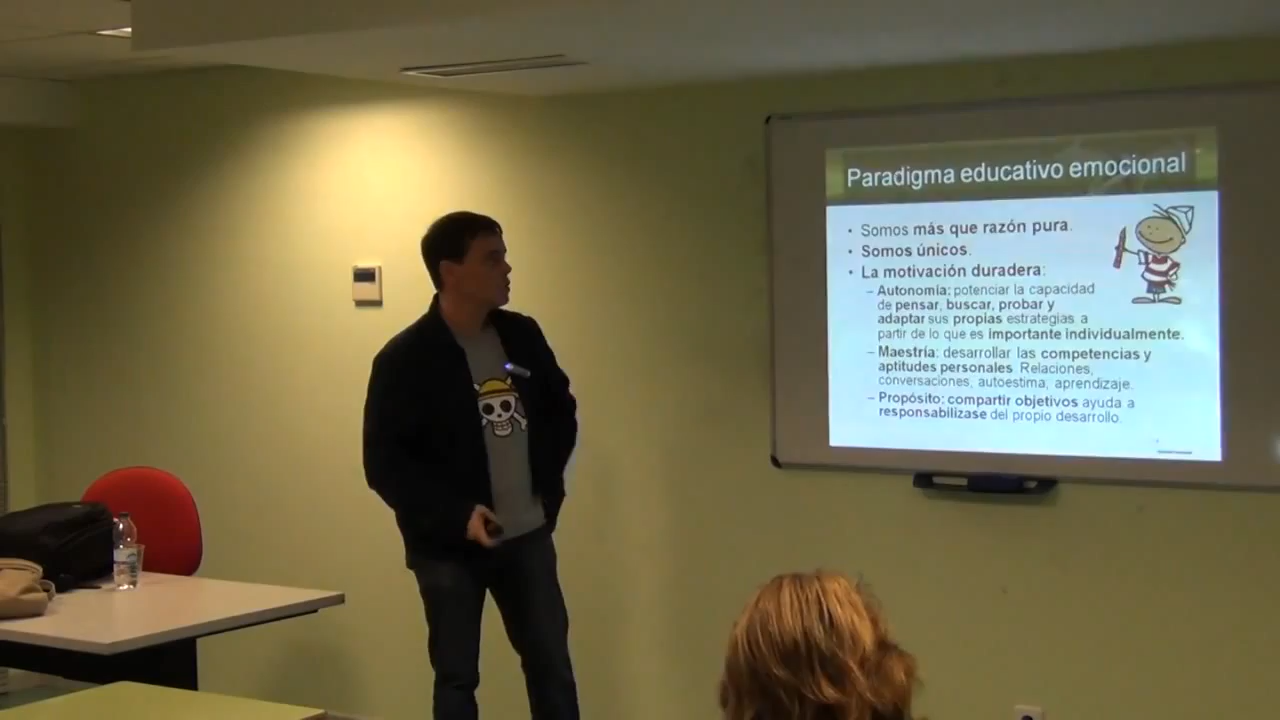 Paradigma educativo emocional
• Somos más que razón pura.
• Somos únicos.
• La motivación duradera:
– Autonomía: potenciar la capacidad
de pensar, buscar, probar y
adaptar sus propias estrategias a
partir de lo que es importante individualmente.
– Maestría: desarrollar las competencias y
aptitudes personales. Relaciones,
conversaciones, autoestima, aprendizaje.
– Propósito: compartir objetivos ayuda a
responsabilizase del propio desarrollo.